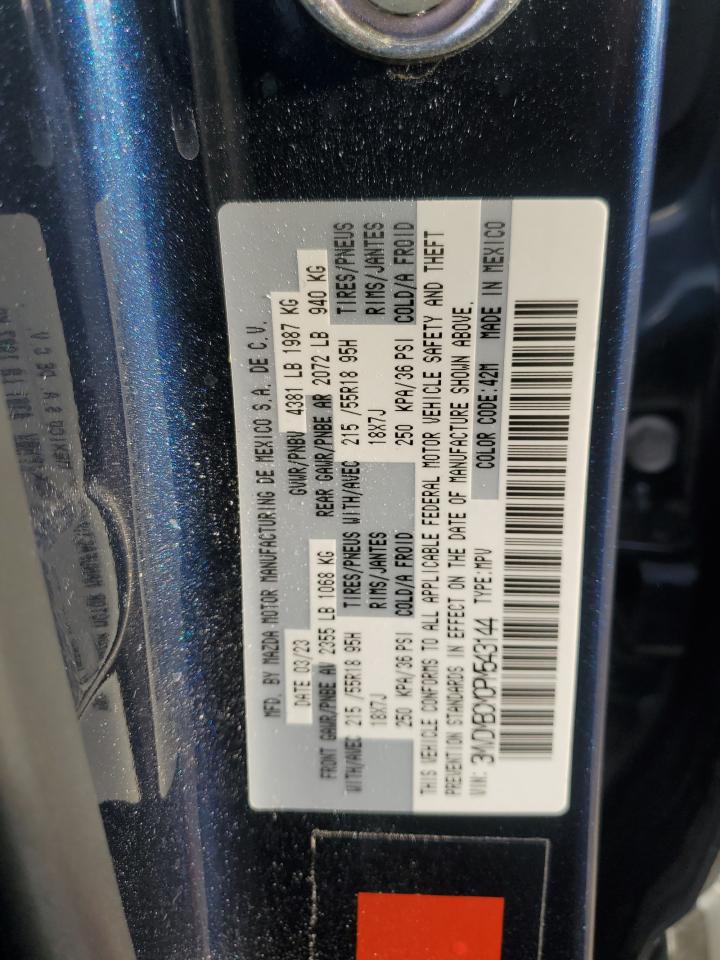 MFD. BY MAZDA MOTOR MANUFACTURING DE MEXICO S.A. DE C.V.
DATE 03/23 GVWR/PNBV 4381 LB 1987 KG
FRONT GAWR/PNBE AV 2355 LB 1068 KG REAR GAWR/PNBE AR 2072 LB 940 KG
WITH/AVEC 215 /55R18 95H TIRES/PNEUS WITH/AVEC 215 /55R18 95H TIRES/PNEUS
18X7J RIMS/JANTES 18X7J RIMS/JANTES
250 KPA/36 PSI COLD/A FROID 250 KPA/36 PSI COLD/A FROID
THIS VEHICLE CONFORMS TO ALL APPLICABLE FEDERAL MOTOR VEHICLE SAFETY AND THEFT
PREVENTION STANDARDS IN EFFECT ON THE DATE OF MANUFACTURE SHOWN ABOVE.
VIN: 3MVDMBCY0PM543144 TYPE:MPV COLOR CODE:42M MADE IN MEXICO